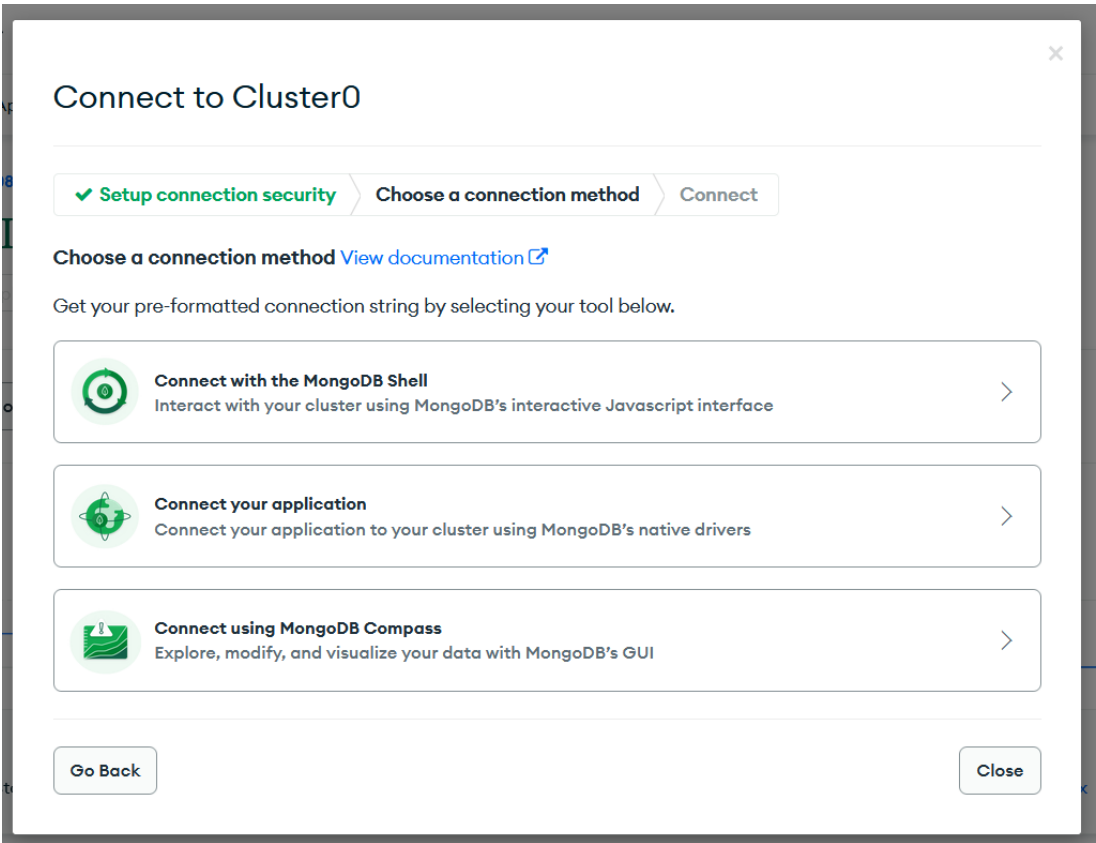 Connect to Cluster0
Setup connection security
Choose a connection method
Connect
Choose a connection method View documentation
Get your pre-formatted connection string by selecting your tool below.
Connect with the MongoDB Shell
Interact with your cluster using MongoDB's interactive Javascript interface
Connect your application
Connect your application to your cluster using MongoDB's native drivers
Connect using MongoDB Compass
Explore, modify, and visualize your data with MongoDB's GUI
Go Back
Close